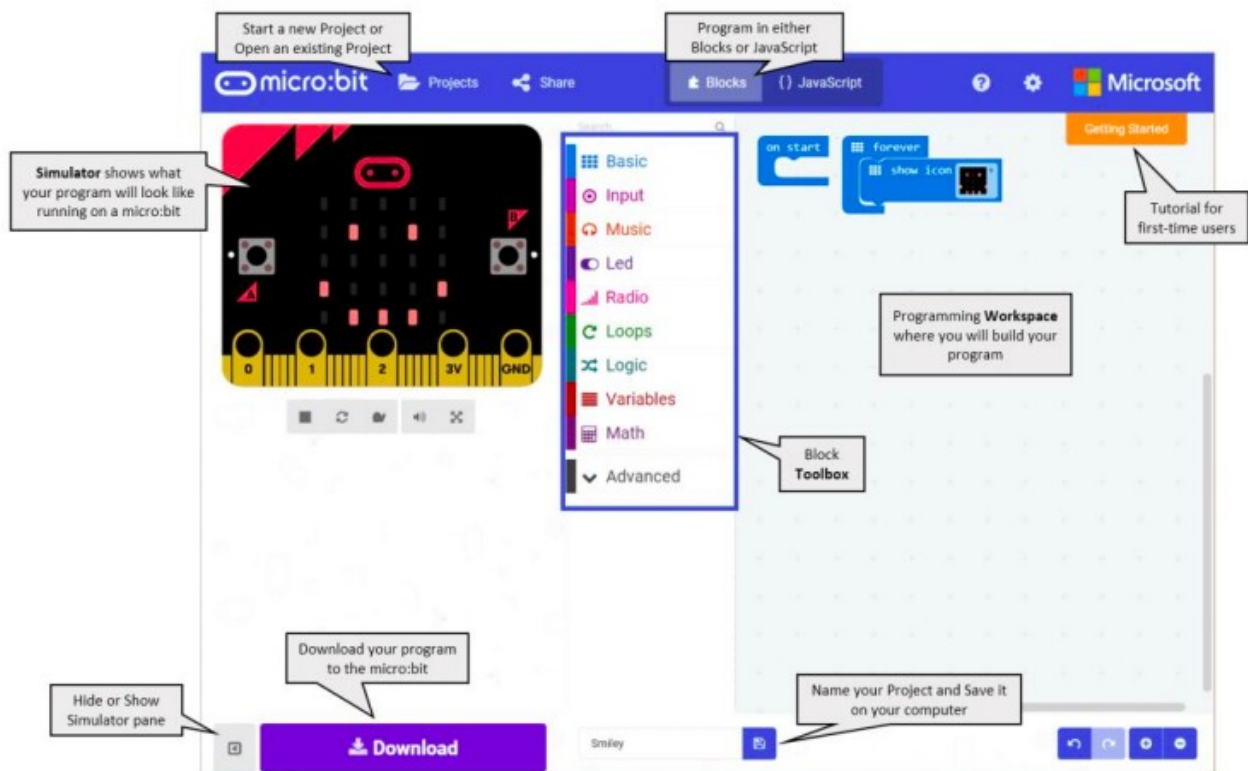 Start a new Project or
Open an existing Project
Program in either
Blocks or JavaScript
micro:bit
Projects
Share
Blocks
{} JavaScript
?
Microsoft
Getting Started
Simulator shows what
your program will look like
running on a micro:bit
B
A
0
1
2
3V
GND
Search...
Basic
Input
Music
Led
Radio
Loops
Logic
Variables
Math
Advanced
on start
forever
show icon
Tutorial for
first-time users
Programming Workspace
where you will build your
program
Block
Toolbox
Download your program
to the micro:bit
Hide or Show
Simulator pane
Name your Project and Save it
on your computer
Download
Smiley